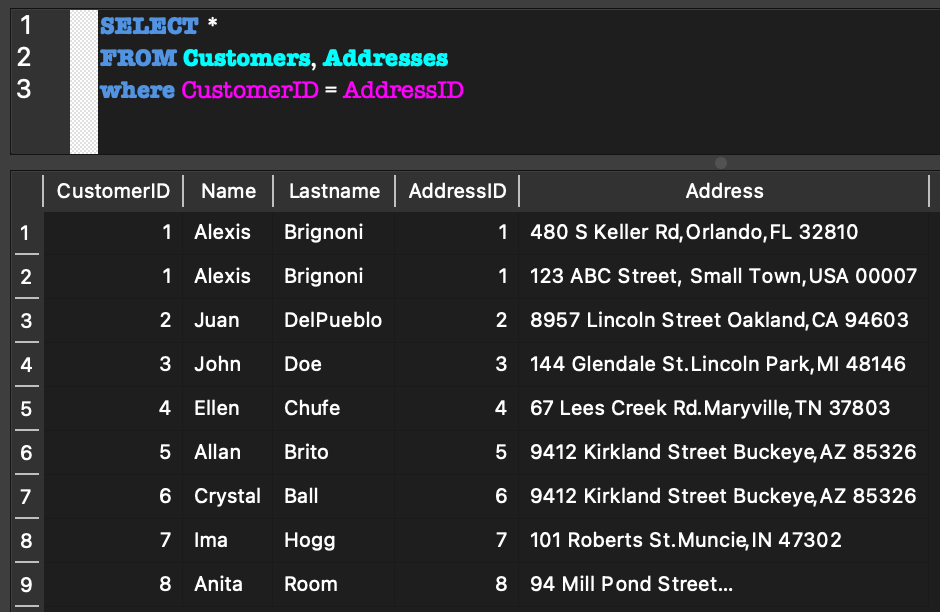 1 SELECT *
2 FROM Customers, Addresses
3 where CustomerID = AddressID
CustomerID Name Lastname AddressID Address
1 1 Alexis Brignoni 1 480 S Keller Rd,Orlando,FL 32810
2 1 Alexis Brignoni 1 123 ABC Street, Small Town,USA 00007
3 2 Juan DelPueblo 2 8957 Lincoln Street Oakland,CA 94603
4 3 John Doe 3 144 Glendale St.Lincoln Park,MI 48146
5 4 Ellen Chufe 4 67 Lees Creek Rd.Maryville,TN 37803
6 5 Allan Brito 5 9412 Kirkland Street Buckeye,AZ 85326
7 6 Crystal Ball 6 9412 Kirkland Street Buckeye,AZ 85326
8 7 Ima Hogg 7 101 Roberts St.Muncie,IN 47302
9 8 Anita Room 8 94 Mill Pond Street...